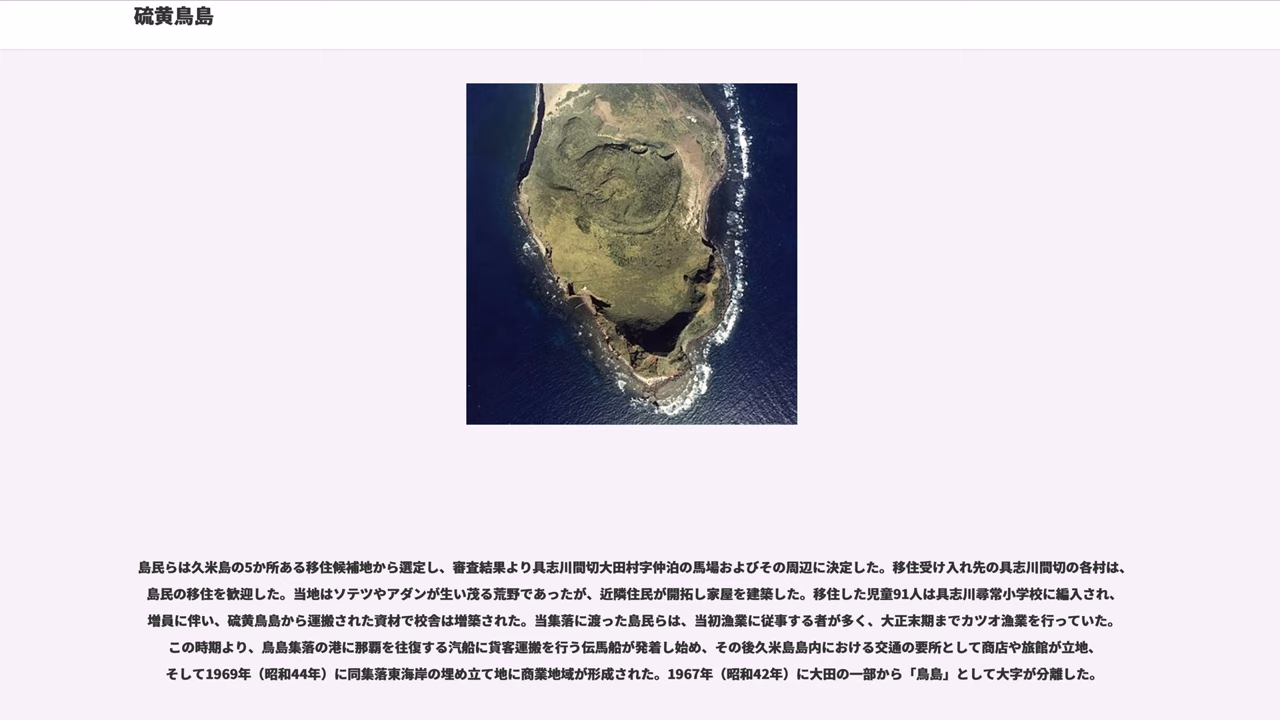 硫黄鳥島
島民らは久米島の5か所ある移住候補地から選定し、審査結果より具志川間切大田村字仲泊の馬場およびその周辺に決定した。移住受け入れ先の具志川間切の各村は、
島民の移住を歓迎した。当地はソテツやアダンが生い茂る荒野であったが、近隣住民が開拓し家屋を建築した。移住した児童91人は具志川尋常小学校に編入され、
増員に伴い、硫黄鳥島から運搬された資材で校舎は増築された。当集落に渡った島民らは、当初漁業に従事する者が多く、大正末期までカツオ漁業を行っていた。
この時期より、鳥島集落の港に那覇を往復する汽船に貨客運搬を行う伝馬船が発着し始め、その後久米島島内における交通の要所として商店や旅館が立地、
そして1969年（昭和44年）に同集落東海岸の埋め立て地に商業地域が形成された。1967年（昭和42年）に大田の一部から「鳥島」として大字が分離した。